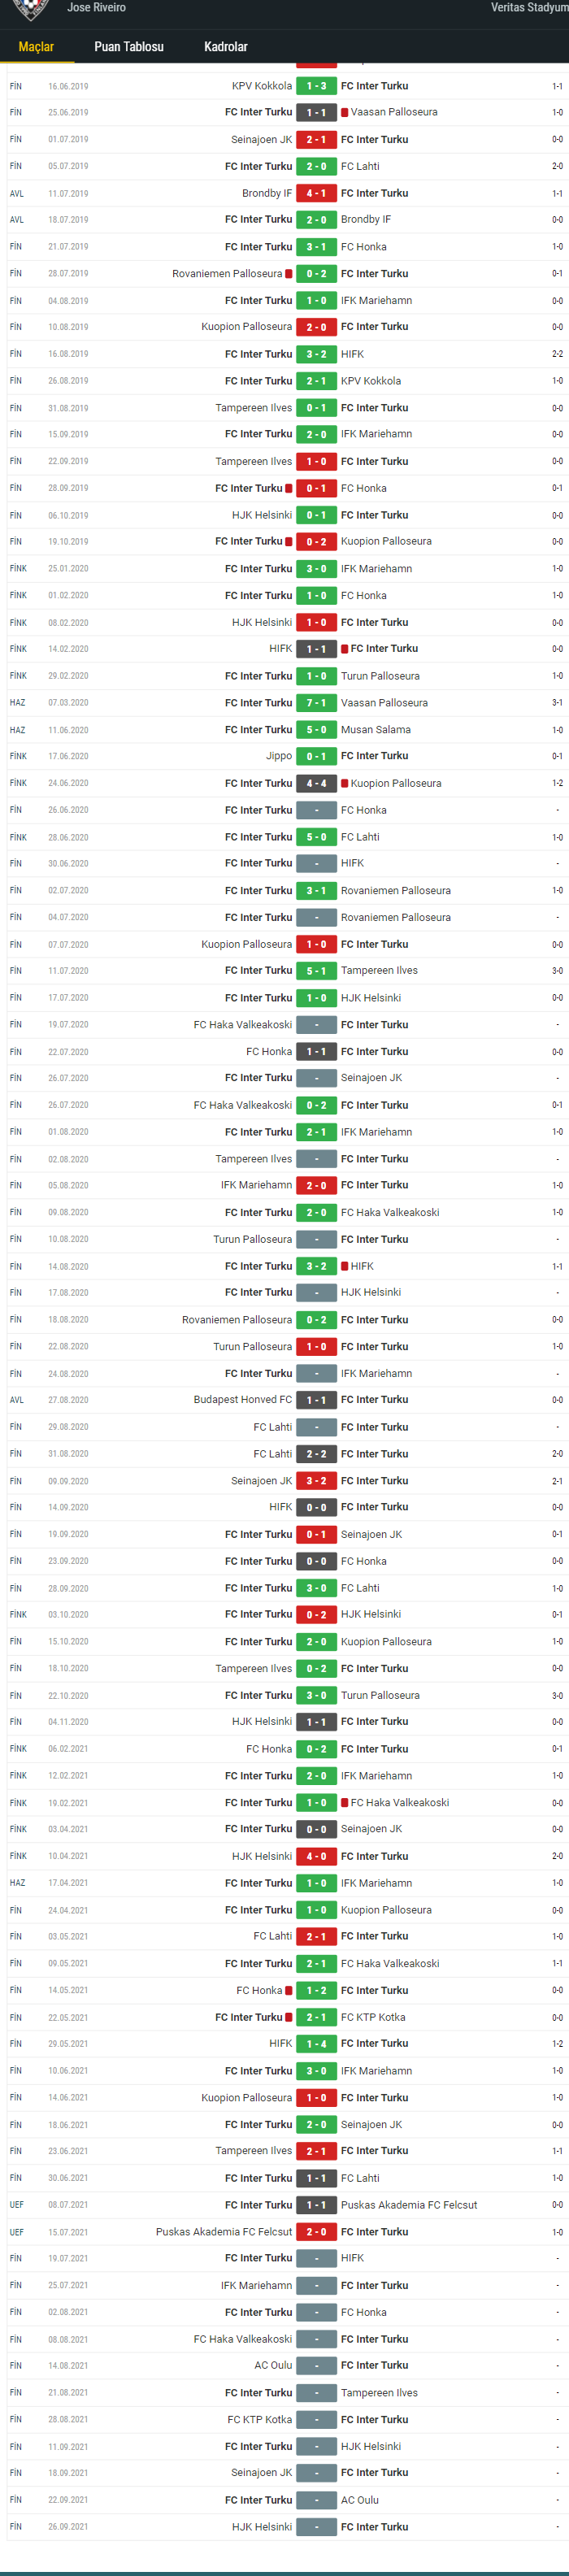 Jose Riveiro Veritas Stadyum
Maçlar Puan Tablosu Kadrolar
FİN 16.06.2019 KPV Kokkola 1 - 3 FC Inter Turku 1-1
FİN 25.06.2019 FC Inter Turku 1 - 1 Vaasan Palloseura 1-0
FİN 01.07.2019 Seinajoen JK 2 - 1 FC Inter Turku 0-0
FİN 05.07.2019 FC Inter Turku 2 - 0 FC Lahti 2-0
AVL 11.07.2019 Brondby IF 4 - 1 FC Inter Turku 1-1
AVL 18.07.2019 FC Inter Turku 2 - 0 Brondby IF 0-0
FİN 21.07.2019 FC Inter Turku 3 - 1 FC Honka 1-0
FİN 28.07.2019 Rovaniemen Palloseura 0 - 2 FC Inter Turku 0-1
FİN 04.08.2019 FC Inter Turku 1 - 0 IFK Mariehamn 0-0
FİN 10.08.2019 Kuopion Palloseura 2 - 0 FC Inter Turku 0-0
FİN 16.08.2019 FC Inter Turku 3 - 2 HIFK 2-2
FİN 26.08.2019 FC Inter Turku 2 - 1 KPV Kokkola 1-0
FİN 31.08.2019 Tampereen Ilves 0 - 1 FC Inter Turku 0-0
FİN 15.09.2019 FC Inter Turku 2 - 0 IFK Mariehamn 0-0
FİN 22.09.2019 Tampereen Ilves 1 - 0 FC Inter Turku 0-0
FİN 28.09.2019 FC Inter Turku 0 - 1 FC Honka 0-1
FİN 06.10.2019 HJK Helsinki 0 - 1 FC Inter Turku 0-0
FİN 19.10.2019 FC Inter Turku 0 - 2 Kuopion Palloseura 0-0
FİNK 25.01.2020 FC Inter Turku 3 - 0 IFK Mariehamn 1-0
FİNK 01.02.2020 FC Inter Turku 1 - 0 FC Honka 1-0
FİNK 08.02.2020 HJK Helsinki 1 - 0 FC Inter Turku 0-0
FİNK 14.02.2020 HIFK 1 - 1 FC Inter Turku 0-0
FİNK 29.02.2020 FC Inter Turku 1 - 0 Turun Palloseura 1-0
HAZ 07.03.2020 FC Inter Turku 7 - 1 Vaasan Palloseura 3-1
HAZ 11.06.2020 FC Inter Turku 5 - 0 Musan Salama 1-0
FİNK 17.06.2020 Jippo 0 - 1 FC Inter Turku 0-1
FİNK 24.06.2020 FC Inter Turku 4 - 4 Kuopion Palloseura 1-2
FİN 26.06.2020 FC Inter Turku - FC Honka -
FİNK 28.06.2020 FC Inter Turku 5 - 0 FC Lahti 1-0
FİN 30.06.2020 FC Inter Turku - HIFK -
FİN 02.07.2020 FC Inter Turku 3 - 1 Rovaniemen Palloseura 1-0
FİN 04.07.2020 FC Inter Turku - Rovaniemen Palloseura -
FİN 07.07.2020 Kuopion Palloseura 1 - 0 FC Inter Turku 0-0
FİN 11.07.2020 FC Inter Turku 5 - 1 Tampereen Ilves 3-0
FİN 17.07.2020 FC Inter Turku 1 - 0 HJK Helsinki 0-0
FİN 19.07.2020 FC Haka Valkeakoski - FC Inter Turku -
FİN 22.07.2020 FC Honka 1 - 1 FC Inter Turku 0-0
FİN 26.07.2020 FC Inter Turku - Seinajoen JK -
FİN 26.07.2020 FC Haka Valkeakoski 0 - 2 FC Inter Turku 0-1
FİN 01.08.2020 FC Inter Turku 2 - 1 IFK Mariehamn 1-0
FİN 02.08.2020 Tampereen Ilves - FC Inter Turku -
FİN 05.08.2020 IFK Mariehamn 2 - 0 FC Inter Turku 1-0
FİN 09.08.2020 FC Inter Turku 2 - 0 FC Haka Valkeakoski 1-0
FİN 10.08.2020 Turun Palloseura - FC Inter Turku -
FİN 14.08.2020 FC Inter Turku 3 - 2 HIFK 1-1
FİN 17.08.2020 FC Inter Turku - HJK Helsinki -
FİN 18.08.2020 Rovaniemen Palloseura 0 - 2 FC Inter Turku 0-0
FİN 22.08.2020 Turun Palloseura 1 - 0 FC Inter Turku 1-0
FİN 24.08.2020 FC Inter Turku - IFK Mariehamn -
AVL 27.08.2020 Budapest Honved FC 1 - 1 FC Inter Turku 0-0
FİN 29.08.2020 FC Lahti - FC Inter Turku -
FİN 31.08.2020 FC Lahti 2 - 2 FC Inter Turku 2-0
FİN 09.09.2020 Seinajoen JK 3 - 2 FC Inter Turku 2-1
FİN 14.09.2020 HIFK 0 - 0 FC Inter Turku 0-0
FİN 19.09.2020 FC Inter Turku 0 - 1 Seinajoen JK 0-1
FİN 23.09.2020 FC Inter Turku 0 - 0 FC Honka 0-0
FİN 28.09.2020 FC Inter Turku 3 - 0 FC Lahti 1-0
FİNK 03.10.2020 FC Inter Turku 0 - 2 HJK Helsinki 0-1
FİN 15.10.2020 FC Inter Turku 2 - 0 Kuopion Palloseura 1-0
FİN 18.10.2020 Tampereen Ilves 0 - 2 FC Inter Turku 0-0
FİN 22.10.2020 FC Inter Turku 3 - 0 Turun Palloseura 3-0
FİN 04.11.2020 HJK Helsinki 1 - 1 FC Inter Turku 0-0
FİNK 06.02.2021 FC Honka 0 - 2 FC Inter Turku 0-1
FİNK 12.02.2021 FC Inter Turku 2 - 0 IFK Mariehamn 1-0
FİNK 19.02.2021 FC Inter Turku 1 - 0 FC Haka Valkeakoski 0-0
FİNK 03.04.2021 FC Inter Turku 0 - 0 Seinajoen JK 0-0
FİNK 10.04.2021 HJK Helsinki 4 - 0 FC Inter Turku 2-0
HAZ 17.04.2021 FC Inter Turku 1 - 0 IFK Mariehamn 1-0
FİN 24.04.2021 FC Inter Turku 1 - 0 Kuopion Palloseura 0-0
FİN 03.05.2021 FC Lahti 2 - 1 FC Inter Turku 1-0
FİN 09.05.2021 FC Inter Turku 2 - 1 FC Haka Valkeakoski 1-1
FİN 14.05.2021 FC Honka 1 - 2 FC Inter Turku 0-0
FİN 22.05.2021 FC Inter Turku 2 - 1 FC KTP Kotka 0-0
FİN 29.05.2021 HIFK 1 - 4 FC Inter Turku 1-2
FİN 10.06.2021 FC Inter Turku 3 - 0 IFK Mariehamn 1-0
FİN 14.06.2021 Kuopion Palloseura 1 - 0 FC Inter Turku 1-0
FİN 18.06.2021 FC Inter Turku 2 - 0 Seinajoen JK 0-0
FİN 23.06.2021 Tampereen Ilves 2 - 1 FC Inter Turku 1-1
FİN 30.06.2021 FC Inter Turku 1 - 1 FC Lahti 1-0
UEF 08.07.2021 FC Inter Turku 1 - 1 Puskas Akademia FC Felcsut 0-0
UEF 15.07.2021 Puskas Akademia FC Felcsut 2 - 0 FC Inter Turku 1-0
FİN 19.07.2021 FC Inter Turku - HIFK -
FİN 25.07.2021 IFK Mariehamn - FC Inter Turku -
FİN 02.08.2021 FC Inter Turku - FC Honka -
FİN 08.08.2021 FC Haka Valkeakoski - FC Inter Turku -
FİN 14.08.2021 AC Oulu - FC Inter Turku -
FİN 21.08.2021 FC Inter Turku - Tampereen Ilves -
FİN 28.08.2021 FC KTP Kotka - FC Inter Turku -
FİN 11.09.2021 FC Inter Turku - HJK Helsinki -
FİN 18.09.2021 Seinajoen JK - FC Inter Turku -
FİN 22.09.2021 FC Inter Turku - AC Oulu -
FİN 26.09.2021 HJK Helsinki - FC Inter Turku -